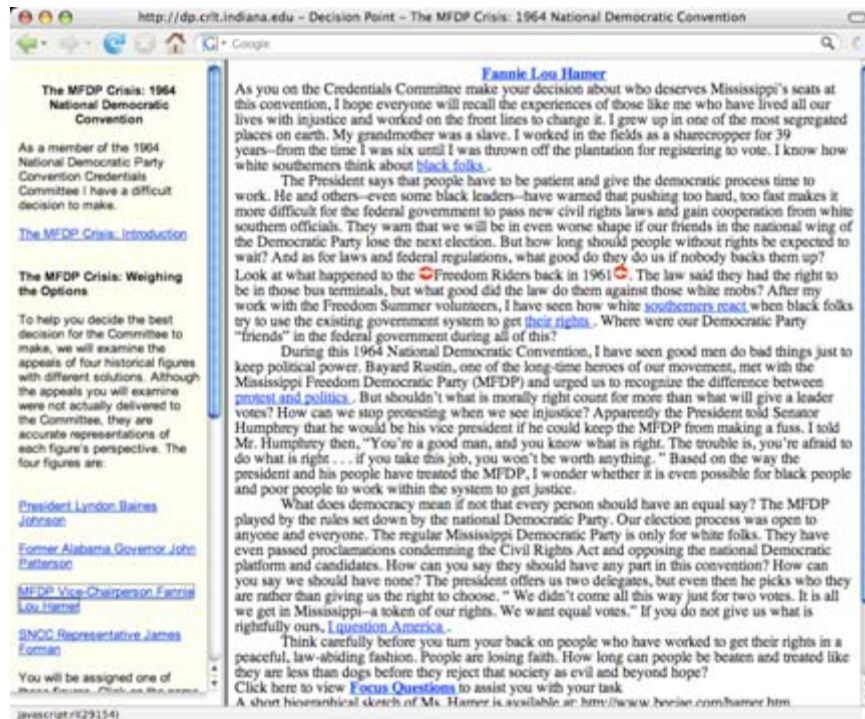 http://dp.crlt.indiana.edu – Decision Point – The MFDP Crisis: 1964 National Democratic Convention
Google
The MFDP Crisis: 1964
National Democratic
Convention
As a member of the 1964
National Democratic Party
Convention Credentials
Committee I have a difficult
decision to make.
The MFDP Crisis: Introduction
The MFDP Crisis: Weighing
the Options
To help you decide the best
decision for the Committee to
make, we will examine the
appeals of four historical figures
with different solutions. Although
the appeals you will examine
were not actually delivered to
the Committee, they are
accurate representations of
each figure's perspective. The
four figures are:
President Lyndon Baines
Johnson
Former Alabama Governor John
Patterson
MFDP Vice-Chairperson Fannie
Lou Hamer
SNCC Representative James
Forman
You will be assigned one of
these figures. Click on the name
Fannie Lou Hamer
As you on the Credentials Committee make your decision about who deserves Mississippi's seats at
this convention, I hope everyone will recall the experiences of those like me who have lived all our
lives with injustice and worked on the front lines to change it. I grew up in one of the most segregated
places on earth. My grandmother was a slave. I worked in the fields as a sharecropper for 39
years--from the time I was six until I was thrown off the plantation for registering to vote. I know how
white southerners think about black folks .
The President says that people have to be patient and give the democratic process time to
work. He and others--even some black leaders--have warned that pushing too hard, too fast makes it
more difficult for the federal government to pass new civil rights laws and gain cooperation from white
southern officials. They warn that we will be in even worse shape if our friends in the national wing of
the Democratic Party lose the next election. But how long should people without rights be expected to
wait? And as for laws and federal regulations, what good do they do us if nobody backs them up?
Look at what happened to the Freedom Riders back in 1961. The law said they had the right to
be in those bus terminals, but what good did the law do them against those white mobs? After my
work with the Freedom Summer volunteers, I have seen how white southerners react when black folks
try to use the existing government system to get their rights . Where were our Democratic Party
“friends” in the federal government during all of this?
During this 1964 National Democratic Convention, I have seen good men do bad things just to
keep political power. Bayard Rustin, one of the long-time heroes of our movement, met with the
Mississippi Freedom Democratic Party (MFDP) and urged us to recognize the difference between
protest and politics . But shouldn't what is morally right count for more than what will give a leader
votes? How can we stop protesting when we see injustice? Apparently the President told Senator
Humphrey that he would be his vice president if he could keep the MFDP from making a fuss. I told
Mr. Humphrey then, “You're a good man, and you know what is right. The trouble is, you're afraid to
do what is right . . . if you take this job, you won't be worth anything. ” Based on the way the
president and his people have treated the MFDP, I wonder whether it is even possible for black people
and poor people to work within the system to get justice.
What does democracy mean if not that every person should have an equal say? The MFDP
played by the rules set down by the national Democratic Party. Our election process was open to
anyone and everyone. The regular Mississippi Democratic Party is only for white folks. They have
even passed proclamations condemning the Civil Rights Act and opposing the national Democratic
platform and candidates. How can you say they should have any part in this convention? How can
you say we should have none? The president offers us two delegates, but even then he picks who they
are rather than giving us the right to choose. “ We didn't come all this way just for two votes. It is all
we get in Mississippi--a token of our rights. We want equal votes.” If you do not give us what is
rightfully ours, I question America .
Think carefully before you turn your back on people who have worked to get their rights in a
peaceful, law-abiding fashion. People are losing faith. How long can people be beaten and treated like
they are less than dogs before they reject that society as evil and beyond hope?
Click here to view Focus Questions to assist you with your task
A short biographical sketch of Ms. Hamer is available at: http://www.beejae.com/hamer.htm
javascript:rl(29154)